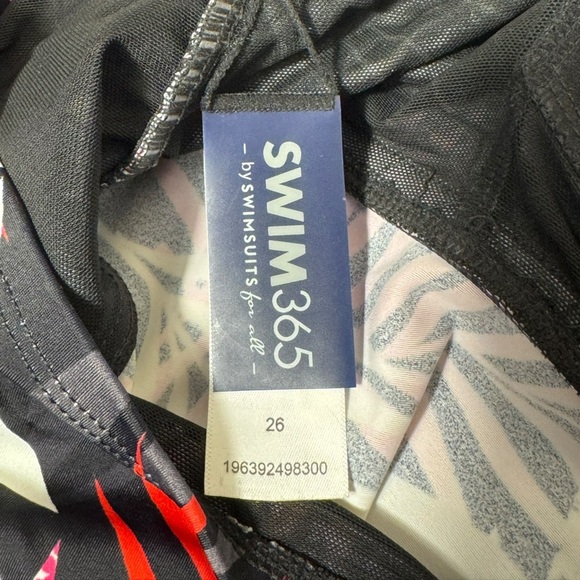 SWIM365
— by SWIMSUITS for all —
26
196392498300